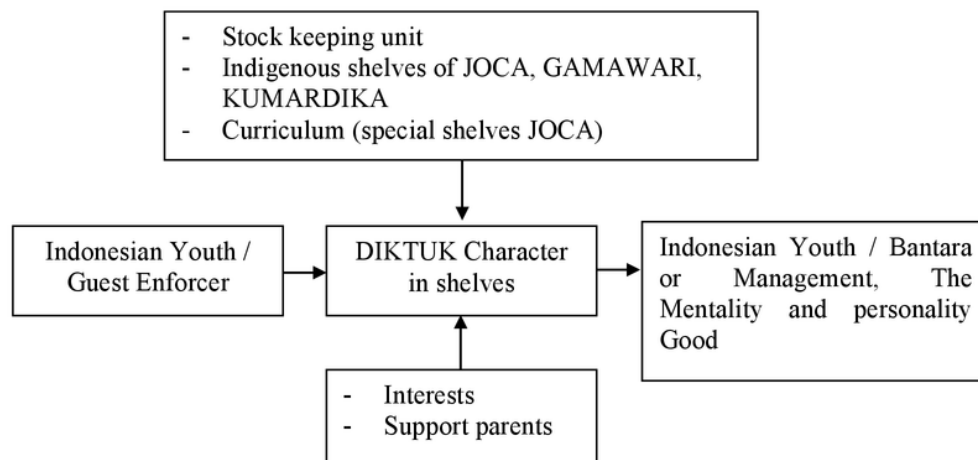 - Stock keeping unit
- Indigenous shelves of JOCA, GAMAWARI,
KUMARDIKA
- Curriculum (special shelves JOCA)
Indonesian Youth /
Guest Enforcer
DIKTUK Character
in shelves
Indonesian Youth / Bantara
or Management, The
Mentality and personality
Good
- Interests
- Support parents